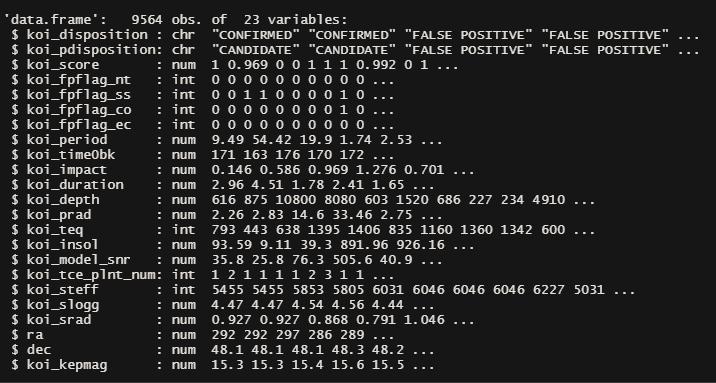 'data.frame':   9564 obs. of  23 variables:
 $ koi_disposition  : chr  "CONFIRMED" "CONFIRMED" "FALSE POSITIVE" "FALSE POSITIVE" ...
 $ koi_pdisposition: chr  "CANDIDATE" "CANDIDATE" "FALSE POSITIVE" "FALSE POSITIVE" ...
 $ koi_score        : num  1 0.969 0 0 1 1 1 0.992 0 1 ...
 $ koi_fpflag_nt    : int  0 0 0 0 0 0 0 0 0 0 ...
 $ koi_fpflag_ss    : int  0 0 1 1 0 0 0 0 1 0 ...
 $ koi_fpflag_co    : int  0 0 0 0 0 0 0 0 1 0 ...
 $ koi_fpflag_ec    : int  0 0 0 0 0 0 0 0 0 0 ...
 $ koi_period       : num  9.49 54.42 19.9 1.74 2.53 ...
 $ koi_time0bk      : num  171 163 176 170 172 ...
 $ koi_impact       : num  0.146 0.586 0.969 1.276 0.701 ...
 $ koi_duration     : num  2.96 4.51 1.78 2.41 1.65 ...
 $ koi_depth        : num  616 875 10800 8080 603 1520 686 227 234 4910 ...
 $ koi_prad         : num  2.26 2.83 14.6 33.46 2.75 ...
 $ koi_teq          : num  793 443 638 1395 1406 835 1160 1360 1342 600 ...
 $ koi_insol        : num  93.59 9.11 39.3 891.96 926.16 ...
 $ koi_model_snr    : num  35.8 25.8 76.3 505.6 40.9 ...
 $ koi_tce_plnt_num: int  1 2 1 1 1 1 2 3 1 1 ...
 $ koi_steff        : num  5455 5455 5853 5805 6031 6046 6046 6046 6227 5031 ...
 $ koi_slogg        : num  4.47 4.47 4.54 4.56 4.44 ...
 $ koi_srad         : num  0.927 0.927 0.868 0.791 1.046 ...
 $ ra               : num  292 292 297 286 289 ...
 $ dec              : num  48.1 48.1 48.1 48.3 48.2 ...
 $ koi_kepmag       : num  15.3 15.3 15.4 15.6 15.5 ...